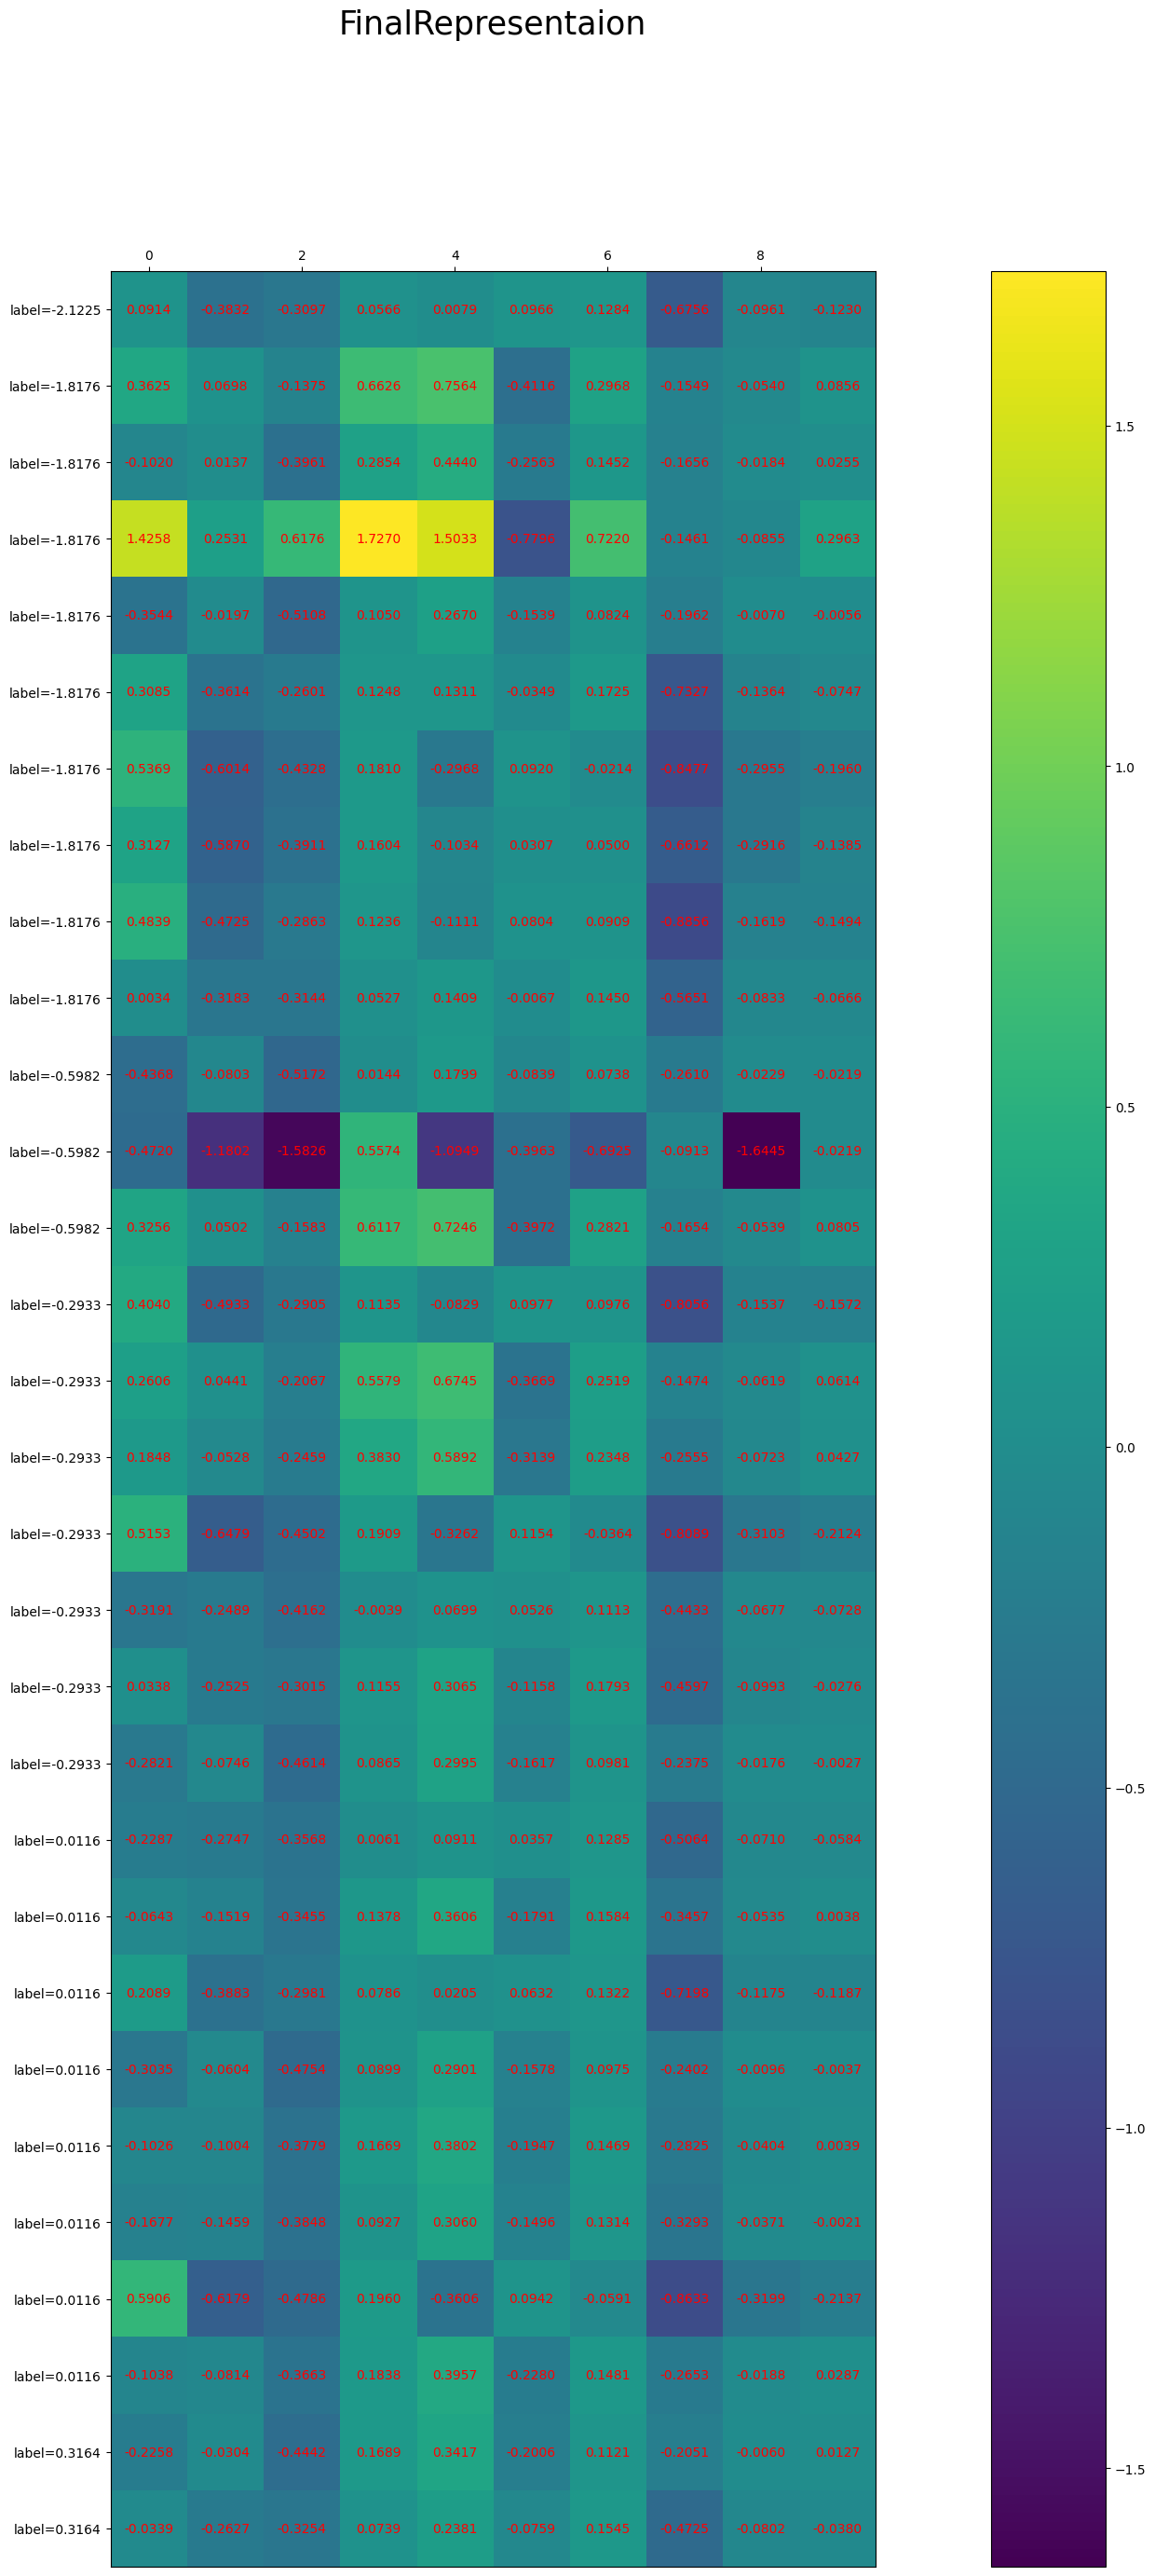 FinalRepresentaion
0 2 4 6 8
label=-2.1225 0.0914 -0.3832 -0.3097 0.0566 0.0079 0.0966 0.1284 -0.6756 -0.0961 -0.1230
label=-1.8176 0.3625 0.0698 -0.1375 0.6626 0.7564 -0.4116 0.2968 -0.1549 -0.0540 0.0856
label=-1.8176 -0.1020 0.0137 -0.3961 0.2854 0.4440 -0.2563 0.1452 -0.1656 -0.0184 0.0255
1.5
label=-1.8176 1.4258 0.2531 0.6176 1.7270 1.5033 0.7220 -0.1461 -0.0855 0.2963
label=-1.8176 -0.3544 -0.0197 -0.5108 0.1050 0.2670 -0.1539 0.0824 -0.1962 -0.0070 -0.0056
label=-1.8176 0.3085 -0.3614 -0.2601 0.1248 0.1311 -0.0349 0.1725 -0.7327 -0.1364 -0.0747
label=-1.8176 0.5369 -0.6014 -0.4328 0.1810 -0.2968 0.0920 -0.0214 -0.2955 -0.1960
1.0
label=-1.8176 0.3127 -0.5870 -0.3911 0.1604 -0.1034 0.0307 0.0500 -0.6612 -0.2916 -0.1385
label=-1.8176 0.4839 -0.4725 -0.2863 0.1236 -0.1111 0.0804 0.0909 -0.1619 -0.1494
label=-1.8176 0.0034 -0.3183 -0.3144 0.0527 0.1409 -0.0067 0.1450 -0.5651 -0.0833 -0.0666
label=-0.5982 -0.4368 -0.0803 -0.5172 0.0144 0.1799 -0.0839 0.0738 -0.2610 -0.0229 -0.0219
0.5
label=-0.5982 -0.4720 -1.1802 -1.5826 0.5574 -1.0949 -0.3963 -0.6925 -0.0913 -1.6445 -0.0219
label=-0.5982 0.3256 0.0502 -0.1583 0.6117 0.7246 -0.3972 0.2821 -0.1654 -0.0539 0.0805
label=-0.2933 0.4040 -0.4933 -0.2905 0.1135 -0.0829 0.0977 0.0976 -0.1537 -0.1572
label=-0.2933 0.2606 0.0441 -0.2067 0.5579 0.6745 -0.3669 0.2519 -0.1474 -0.0619 0.0614
0.0
label=-0.2933 0.1848 -0.0528 -0.2459 0.3830 0.5892 -0.3139 0.2348 -0.2555 -0.0723 0.0427
label=-0.2933 0.5153 -0.6479 -0.4502 0.1909 -0.3262 0.1154 -0.0364 -0.3103 -0.2124
label=-0.2933 -0.3191 -0.2489 -0.4162 -0.0039 0.0699 0.0526 0.1113 -0.4433 -0.0677 -0.0728
label=-0.2933 0.0338 -0.2525 -0.3015 0.1155 0.3065 -0.1158 0.1793 -0.4597 -0.0993 -0.0276
label=-0.2933 -0.2821 -0.0746 -0.4614 0.0865 0.2995 -0.1617 0.0981 -0.2375 -0.0176 -0.0027
−0.5
label=0.0116 -0.2287 -0.2747 -0.3568 0.0061 0.0911 0.0357 0.1285 -0.5064 -0.0710 -0.0584
label=0.0116 -0.0643 -0.1519 -0.3455 0.1378 0.3606 -0.1791 0.1584 -0.3457 -0.0535 0.0038
label=0.0116 0.2089 -0.3883 -0.2981 0.0786 0.0205 0.0632 0.1322 -0.7198 -0.1175 -0.1187
label=0.0116 -0.3035 -0.0604 -0.4754 0.0899 0.2901 -0.1578 0.0975 -0.2402 -0.0096 -0.0037
−1.0
label=0.0116 -0.1026 -0.1004 -0.3779 0.1669 0.3802 -0.1947 0.1469 -0.2825 -0.0404 0.0039
label=0.0116 -0.1677 -0.1459 -0.3848 0.0927 0.3060 -0.1496 0.1314 -0.3293 -0.0371 -0.0021
label=0.0116 0.5906 -0.6179 -0.4786 0.1960 -0.3606 0.0942 -0.0591 -0.3199 -0.2137
label=0.0116 -0.1038 -0.0814 -0.3663 0.1838 0.3957 -0.2280 0.1481 -0.2653 -0.0188 0.0287
label=0.3164 -0.2258 -0.0304 -0.4442 0.1689 0.3417 -0.2006 0.1121 -0.2051 -0.0060 0.0127
−1.5
label=0.3164 -0.0339 -0.2627 -0.3254 0.0739 0.2381 -0.0759 0.1545 -0.4725 -0.0802 -0.0380